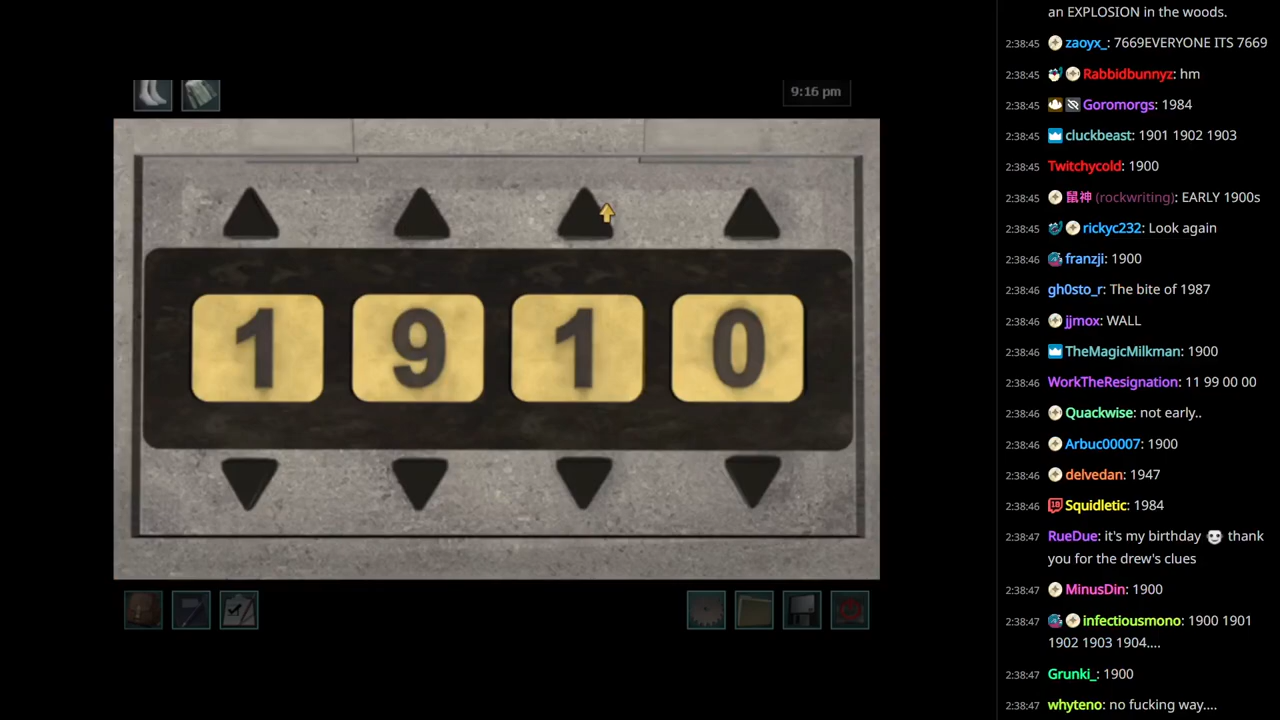 9:16 pm
1 9 1 0
an EXPLOSION in the woods.
2:38:45 zaoyx_: 7669EVERYONE ITS 7669
2:38:45 Rabbidbunnyz: hm
2:38:45 Goromorgs: 1984
2:38:45 cluckbeast: 1901 1902 1903
2:38:45 Twitchycold: 1900
2:38:45 鼠神 (rockwriting): EARLY 1900s
2:38:45 rickyc232: Look again
2:38:46 franzji: 1900
2:38:46 gh0sto_r: The bite of 1987
2:38:46 jjmox: WALL
2:38:46 TheMagicMilkman: 1900
2:38:46 WorkTheResignation: 11 99 00 00
2:38:46 Quackwise: not early..
2:38:46 Arbuc00007: 1900
2:38:46 delvedan: 1947
2:38:46 Squidletic: 1984
2:38:47 RueDue: it's my birthday thank
you for the drew's clues
2:38:47 MinusDin: 1900
2:38:47 infectiousmono: 1900 1901
1902 1903 1904....
2:38:47 Grunki_: 1900
2:38:47 whyteno: no fucking way....